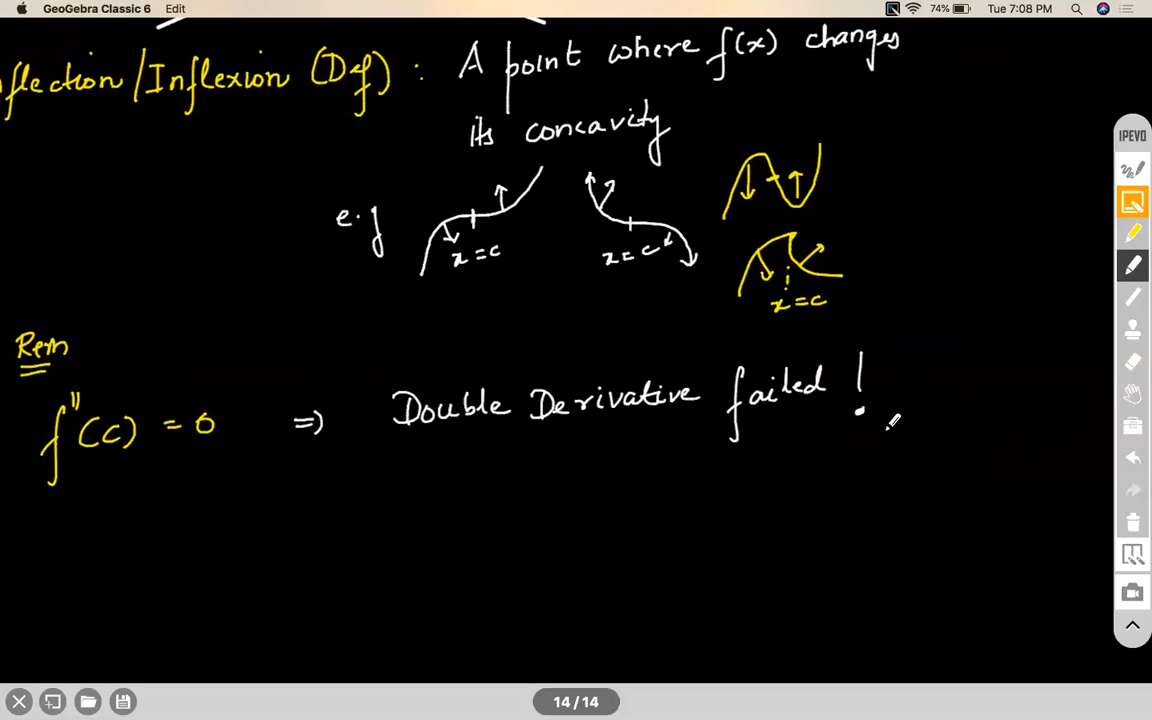 GeoGebra Classic 6 Edit 74% Tue 7:08 PM
flection/Inflexion (Def) : A point where f(x) changes
its concavity
e.g
x=c x=c
x=c
Rem
f''(c) = 0 ⇒ Double Derivative failed!
IPEVO
14 / 14